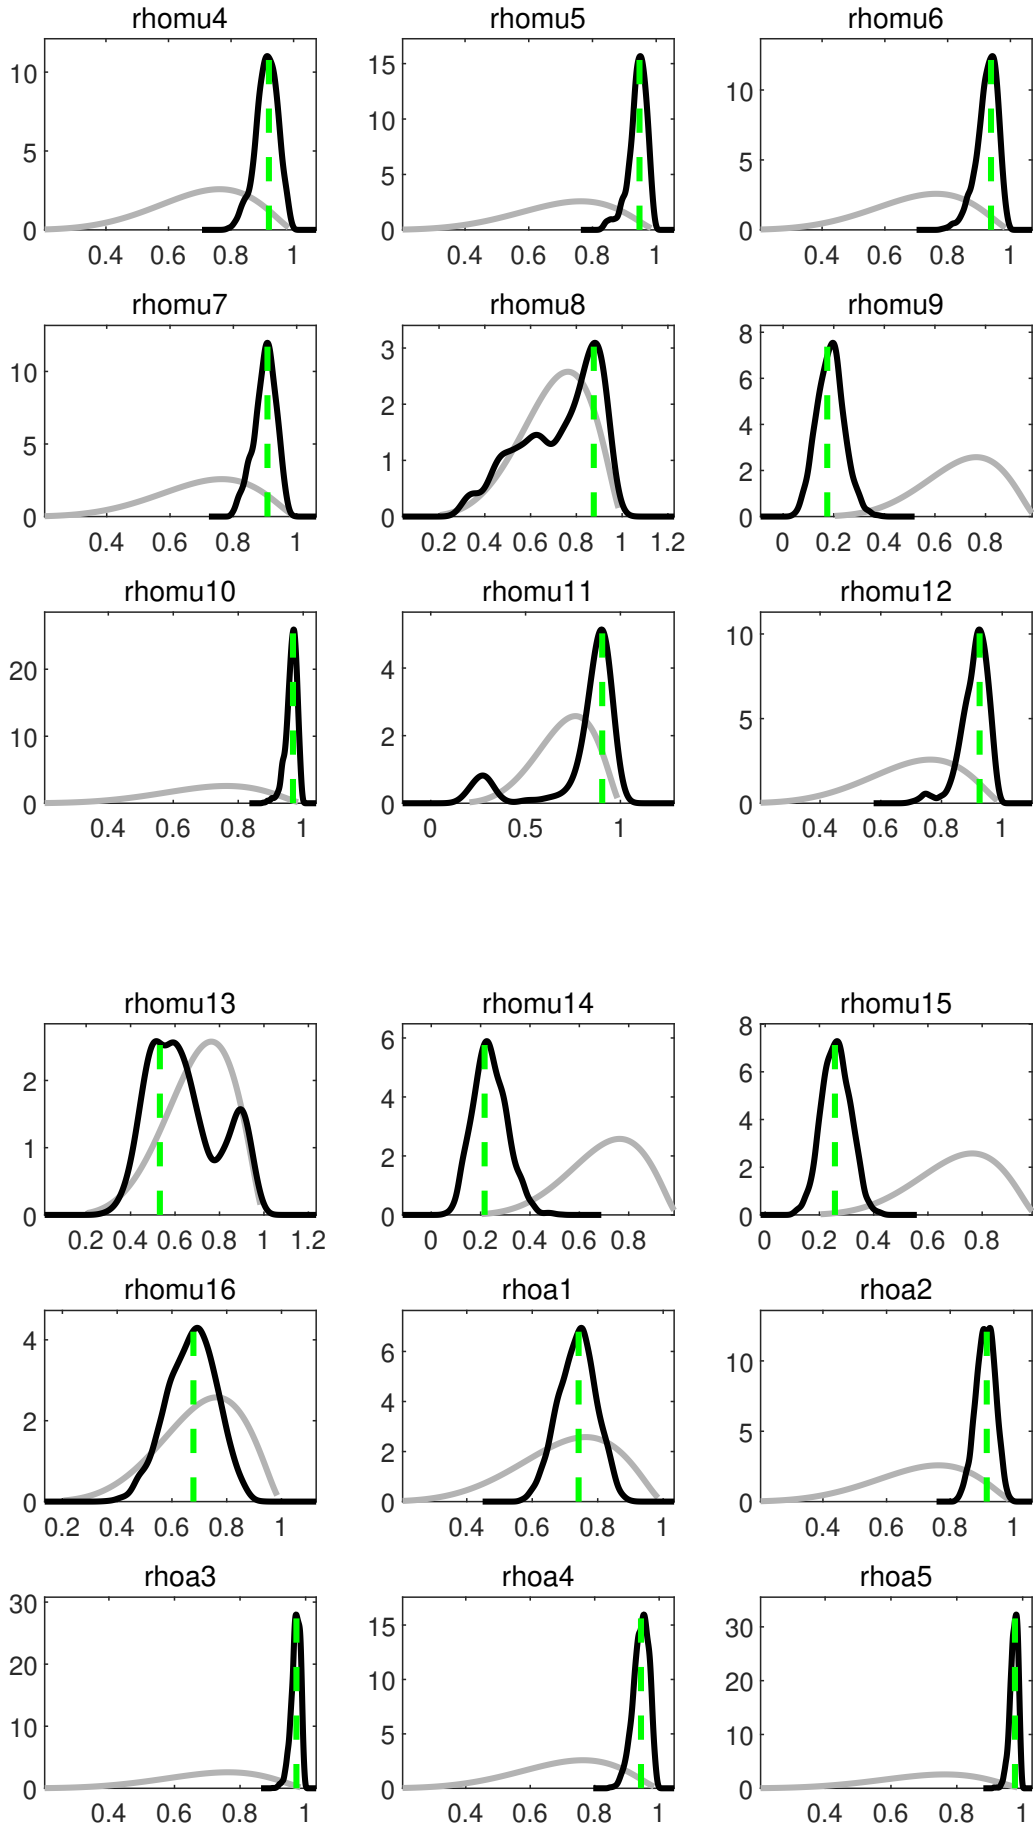 rhomu4 rhomu5 rhomu6
10
5
0
0.4 0.6 0.8 1
15
10
5
0
0.4 0.6 0.8 1
10
5
0
0.4 0.6 0.8 1
rhomu7 rhomu8 rhomu9
10
5
0
0.4 0.6 0.8 1
3
2
1
0
0.2 0.4 0.6 0.8 1 1.2
8
6
4
2
0
0 0.2 0.4 0.6 0.8
rhomu10 rhomu11 rhomu12
20
10
0
0.4 0.6 0.8 1
4
2
0
0 0.5 1
10
5
0
0.4 0.6 0.8 1
rhomu13 rhomu14 rhomu15
2
1
0
0.2 0.4 0.6 0.8 1 1.2
6
4
2
0
0 0.2 0.4 0.6 0.8
8
6
4
2
0
0 0.2 0.4 0.6 0.8
rhomu16 rhoa1 rhoa2
4
2
0
0.2 0.4 0.6 0.8 1
6
4
2
0
0.4 0.6 0.8 1
10
5
0
0.4 0.6 0.8 1
rhoa3 rhoa4 rhoa5
30
20
10
0
0.4 0.6 0.8 1
15
10
5
0
0.4 0.6 0.8 1
30
20
10
0
0.4 0.6 0.8 1